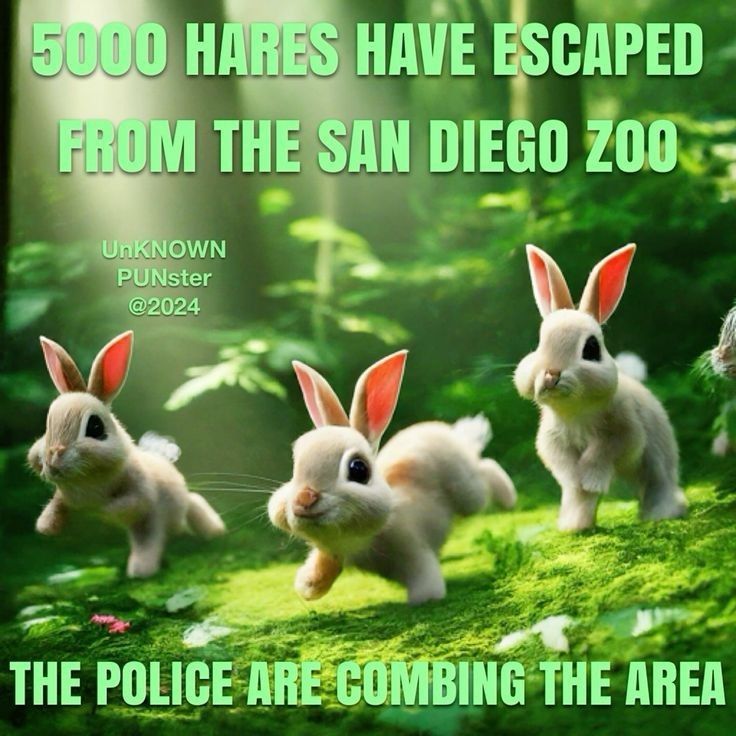 5000 HARES HAVE ESCAPED
FROM THE SAN DIEGO ZOO
UnKNOWN
PUNster
@2024
THE POLICE ARE COMBING THE AREA